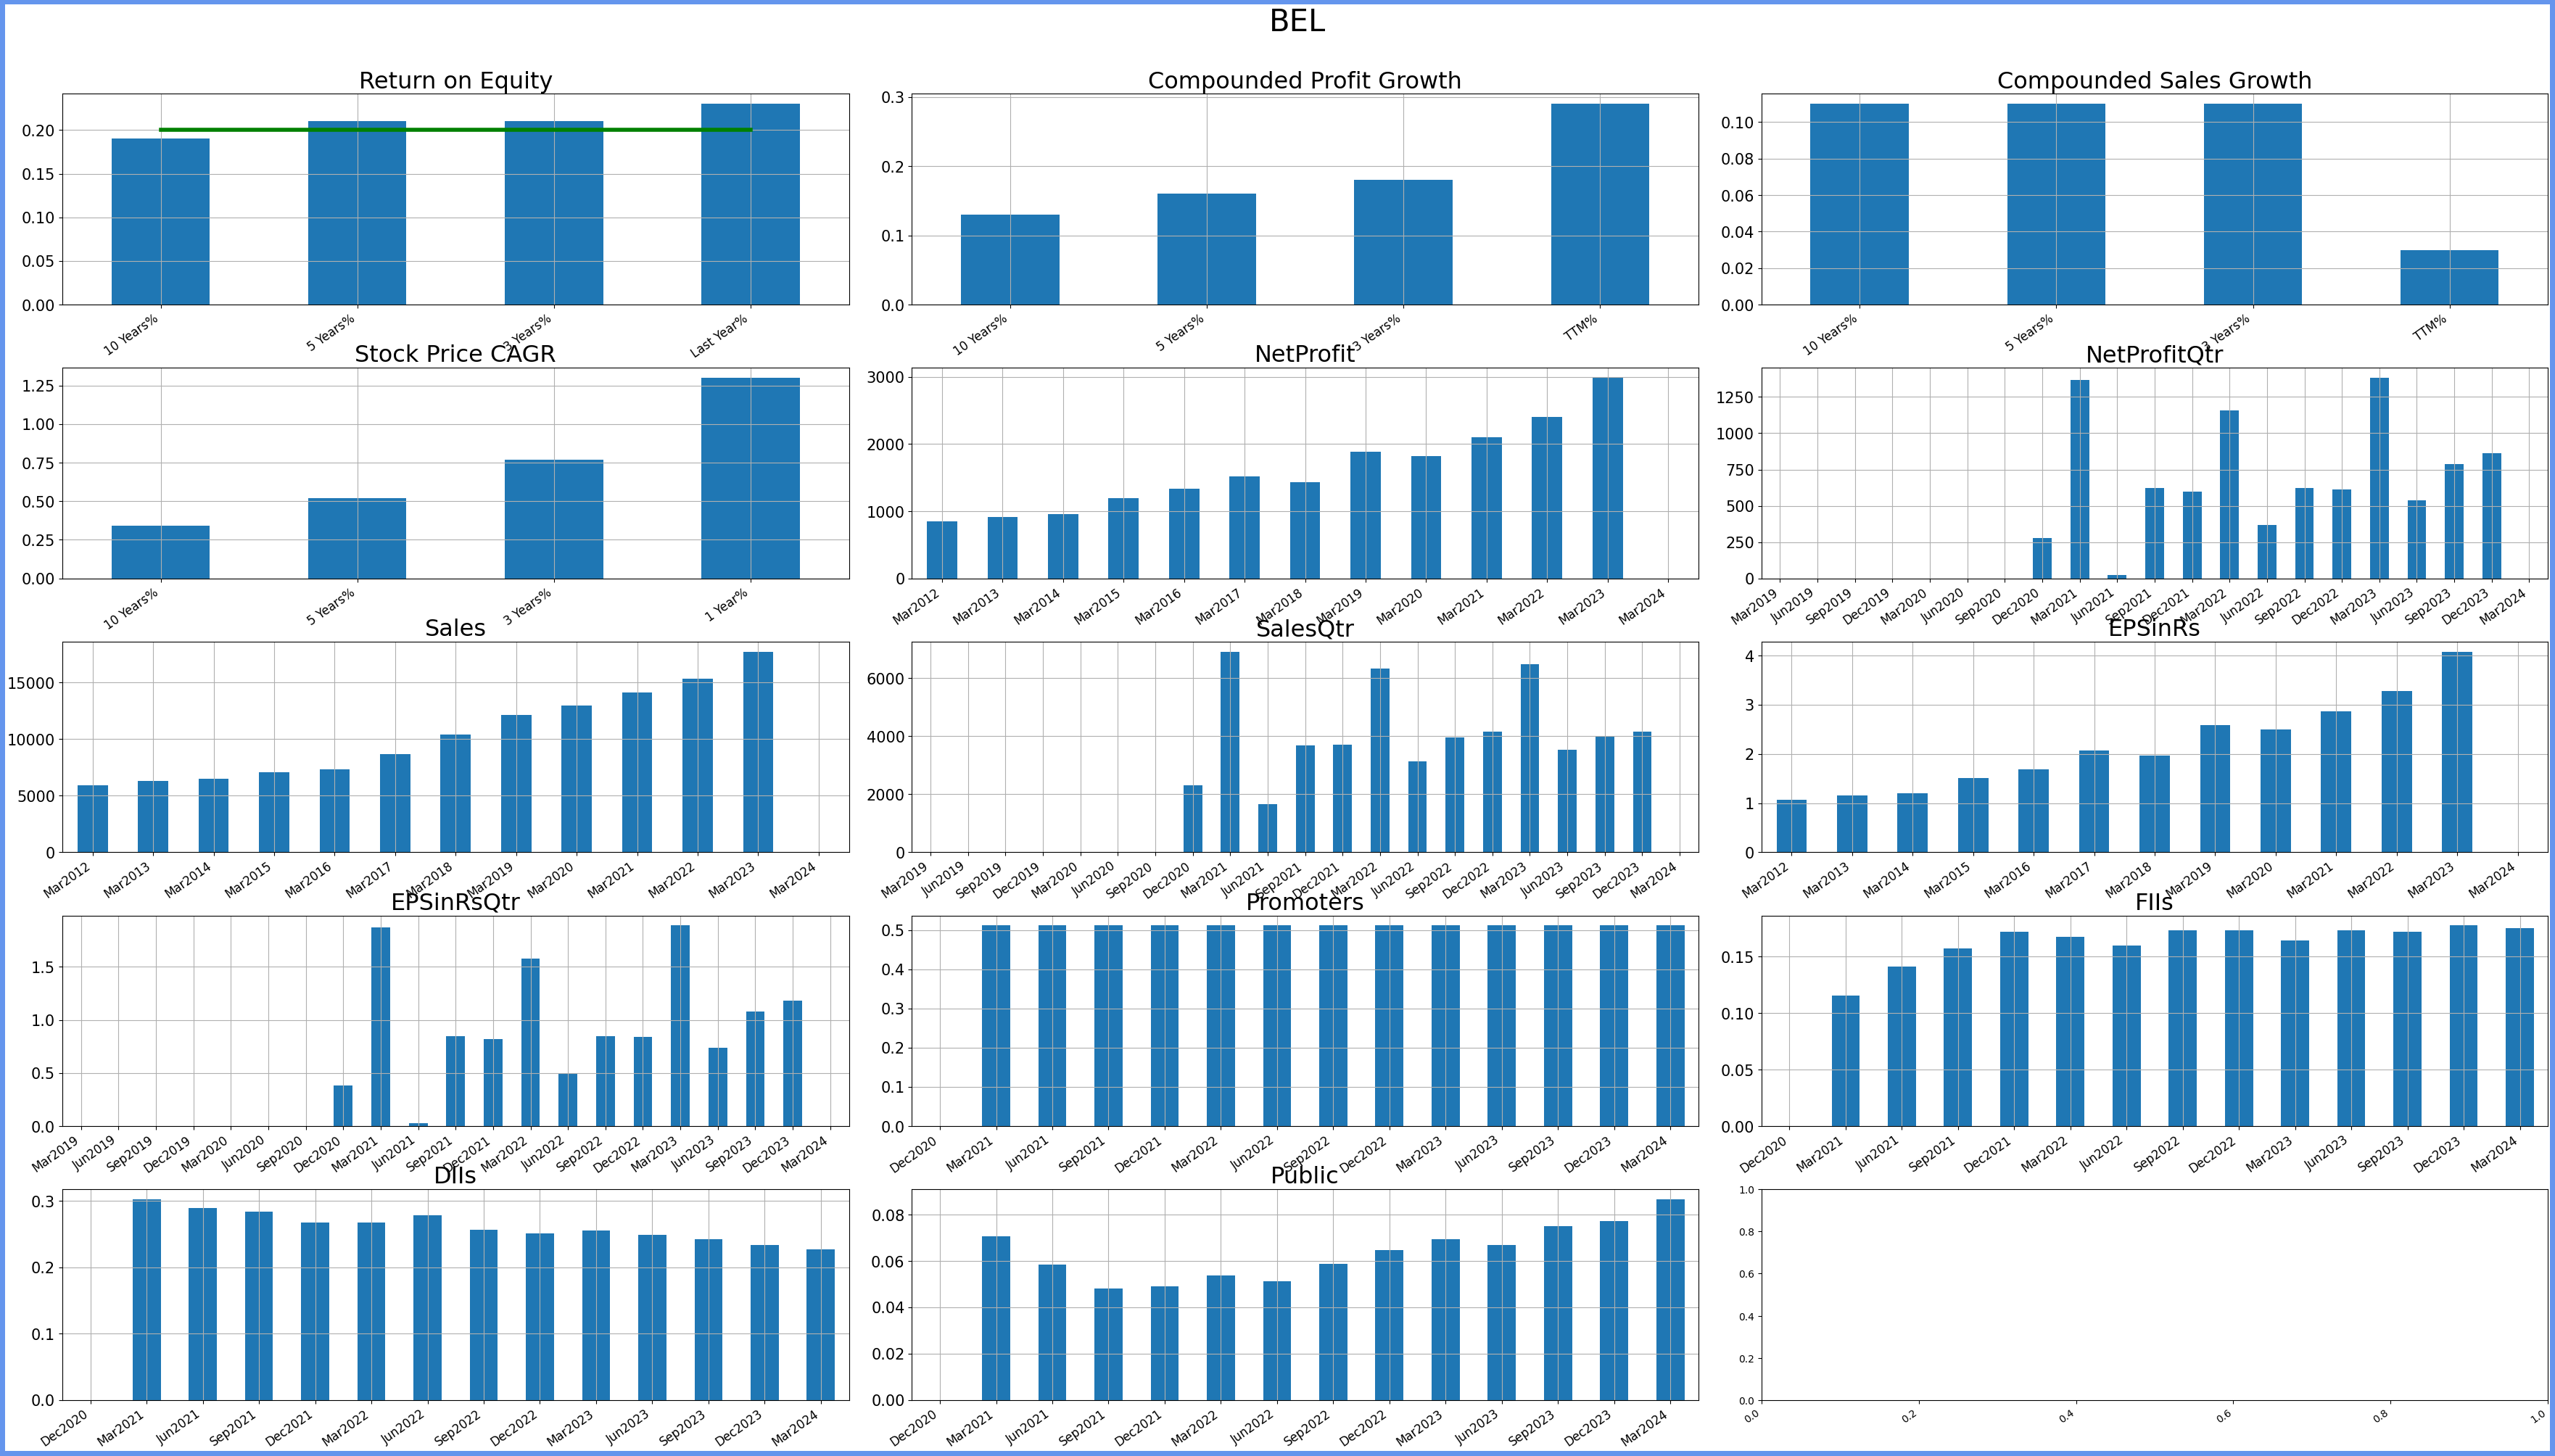 BEL
Return on Equity
0.20
0.15
0.10
0.05
0.00
10 Years%
5 Years%
3 Years%
Last Year%
Compounded Profit Growth
0.3
0.2
0.1
0.0
10 Years%
5 Years%
3 Years%
TTM%
Compounded Sales Growth
0.10
0.08
0.06
0.04
0.02
0.00
10 Years%
5 Years%
3 Years%
TTM%
Stock Price CAGR
1.25
1.00
0.75
0.50
0.25
0.00
10 Years%
5 Years%
3 Years%
1 Year%
NetProfit
3000
2000
1000
0
Mar2012
Mar2013
Mar2014
Mar2015
Mar2016
Mar2017
Mar2018
Mar2019
Mar2020
Mar2021
Mar2022
Mar2023
Mar2024
NetProfitQtr
1250
1000
750
500
250
0
Mar2019
Jun2019
Sep2019
Dec2019
Mar2020
Jun2020
Sep2020
Dec2020
Mar2021
Jun2021
Sep2021
Dec2021
Mar2022
Jun2022
Sep2022
Dec2022
Mar2023
Jun2023
Sep2023
Dec2023
Mar2024
Sales
15000
10000
5000
0
Mar2012
Mar2013
Mar2014
Mar2015
Mar2016
Mar2017
Mar2018
Mar2019
Mar2020
Mar2021
Mar2022
Mar2023
Mar2024
SalesQtr
6000
4000
2000
0
Mar2019
Jun2019
Sep2019
Dec2019
Mar2020
Jun2020
Sep2020
Dec2020
Mar2021
Jun2021
Sep2021
Dec2021
Mar2022
Jun2022
Sep2022
Dec2022
Mar2023
Jun2023
Sep2023
Dec2023
Mar2024
EPSinRs
4
3
2
1
0
Mar2012
Mar2013
Mar2014
Mar2015
Mar2016
Mar2017
Mar2018
Mar2019
Mar2020
Mar2021
Mar2022
Mar2023
Mar2024
EPSinRsQtr
1.5
1.0
0.5
0.0
Mar2019
Jun2019
Sep2019
Dec2019
Mar2020
Jun2020
Sep2020
Dec2020
Mar2021
Jun2021
Sep2021
Dec2021
Mar2022
Jun2022
Sep2022
Dec2022
Mar2023
Jun2023
Sep2023
Dec2023
Mar2024
Promoters
0.5
0.4
0.3
0.2
0.1
0.0
Dec2020
Mar2021
Jun2021
Sep2021
Dec2021
Mar2022
Jun2022
Sep2022
Dec2022
Mar2023
Jun2023
Sep2023
Dec2023
Mar2024
FIIs
0.15
0.10
0.05
0.00
Dec2020
Mar2021
Jun2021
Sep2021
Dec2021
Mar2022
Jun2022
Sep2022
Dec2022
Mar2023
Jun2023
Sep2023
Dec2023
Mar2024
DIIs
0.3
0.2
0.1
0.0
Dec2020
Mar2021
Jun2021
Sep2021
Dec2021
Mar2022
Jun2022
Sep2022
Dec2022
Mar2023
Jun2023
Sep2023
Dec2023
Mar2024
Public
0.08
0.06
0.04
0.02
0.00
Dec2020
Mar2021
Jun2021
Sep2021
Dec2021
Mar2022
Jun2022
Sep2022
Dec2022
Mar2023
Jun2023
Sep2023
Dec2023
Mar2024
1.0
0.8
0.6
0.4
0.2
0.0
0.0
0.2
0.4
0.6
0.8
1.0